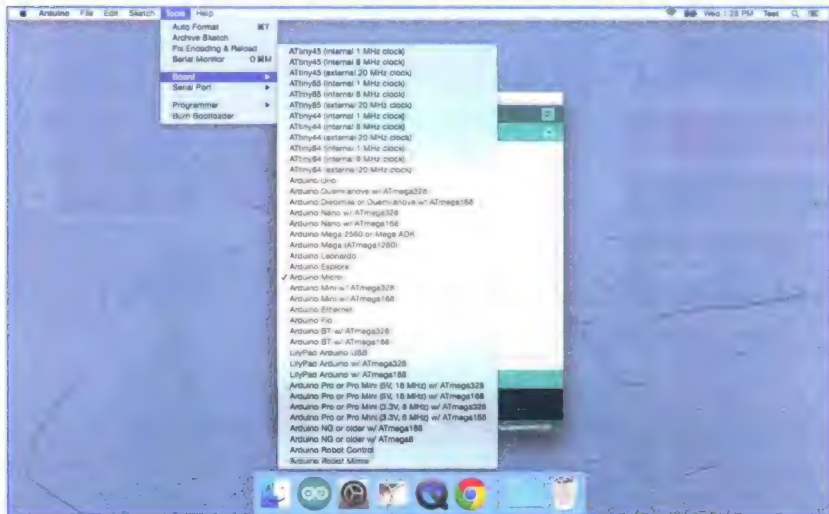 Arduino File Edit Sketch Tools Help
Wed 1:28 PM Test
Auto Format ⌘T
Archive Sketch
Fix Encoding & Reload
Serial Monitor ⇧⌘M
Board
Serial Port
Programmer
Burn Bootloader
ATtiny45 (internal 1 MHz clock)
ATtiny45 (internal 8 MHz clock)
ATtiny45 (external 20 MHz clock)
ATtiny85 (internal 1 MHz clock)
ATtiny85 (internal 8 MHz clock)
ATtiny85 (external 20 MHz clock)
ATtiny44 (internal 1 MHz clock)
ATtiny44 (internal 8 MHz clock)
ATtiny44 (external 20 MHz clock)
ATtiny84 (internal 1 MHz clock)
ATtiny84 (internal 8 MHz clock)
ATtiny84 (external 20 MHz clock)
Arduino Uno
Arduino Duemilanove w/ ATmega328
Arduino Diecimila or Duemilanove w/ ATmega168
Arduino Nano w/ ATmega328
Arduino Nano w/ ATmega168
Arduino Mega 2560 or Mega ADK
Arduino Mega (ATmega1280)
Arduino Leonardo
Arduino Esplora
✓ Arduino Micro
Arduino Mini w/ ATmega328
Arduino Mini w/ ATmega168
Arduino Ethernet
Arduino Fio
Arduino BT w/ ATmega328
Arduino BT w/ ATmega168
LilyPad Arduino USB
LilyPad Arduino w/ ATmega328
LilyPad Arduino w/ ATmega168
Arduino Pro or Pro Mini (5V, 16 MHz) w/ ATmega328
Arduino Pro or Pro Mini (5V, 16 MHz) w/ ATmega168
Arduino Pro or Pro Mini (3.3V, 8 MHz) w/ ATmega328
Arduino Pro or Pro Mini (3.3V, 8 MHz) w/ ATmega168
Arduino NG or older w/ ATmega168
Arduino NG or older w/ ATmega8
Arduino Robot Control
Arduino Robot Motor